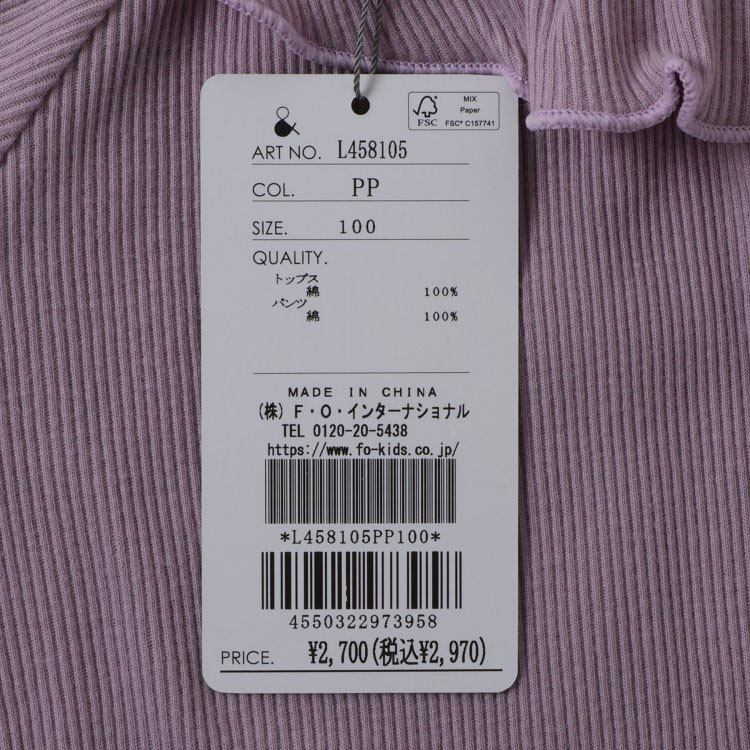 MIX
Paper
FSC
FSC® C157741
&
ART NO. L458105
COL. PP
SIZE. 100
QUALITY.
トップス
綿 100%
パンツ
綿 100%
MADE IN CHINA
(株) F・O・インターナショナル
TEL 0120-20-5438
https://www.fo-kids.co.jp/
*L458105PP100*
4550322973958
PRICE. ¥2,700(税込¥2,970)